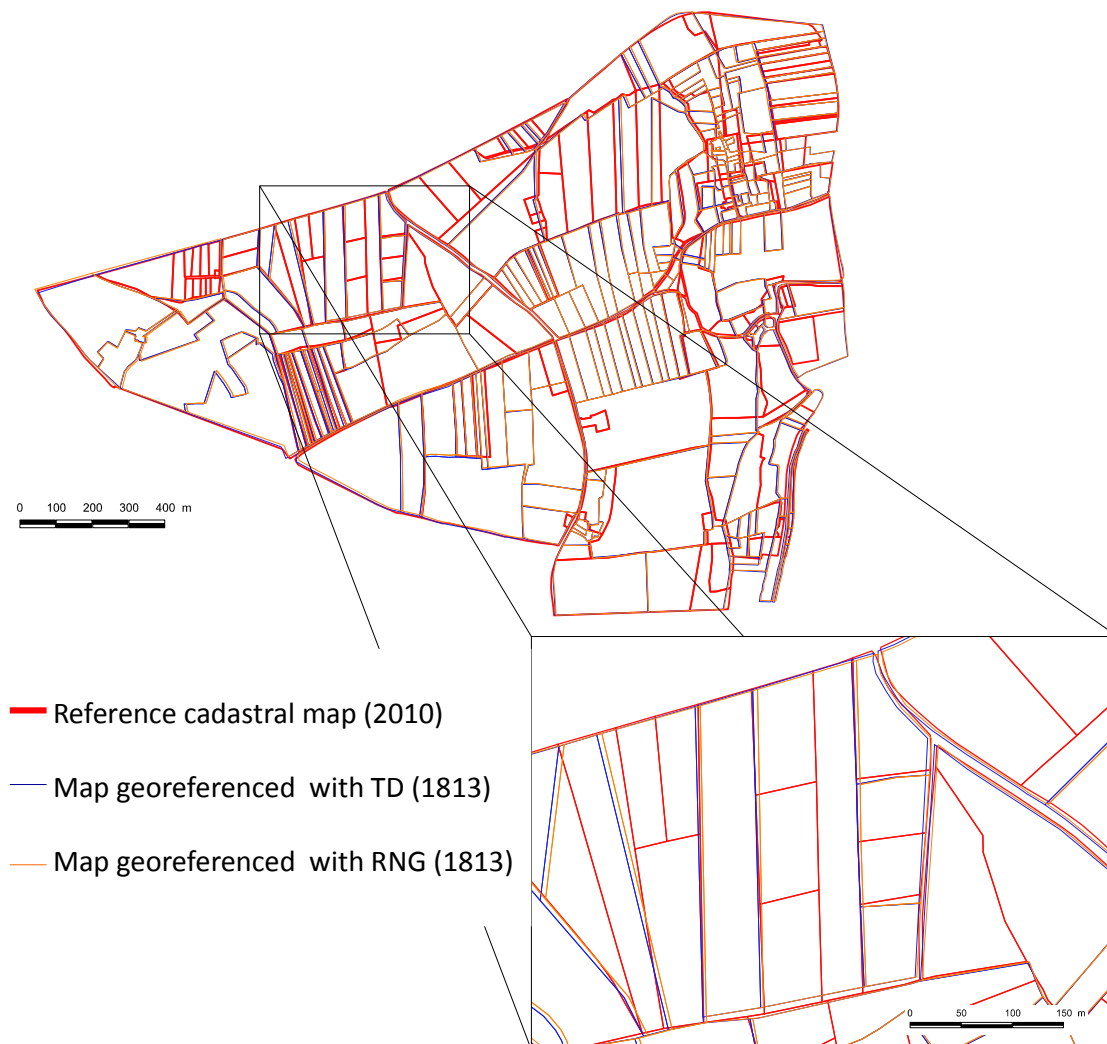 0 100 200 300 400 m
Reference cadastral map (2010)
Map georeferenced with TD (1813)
Map georeferenced with RNG (1813)
0 50 100 150 m